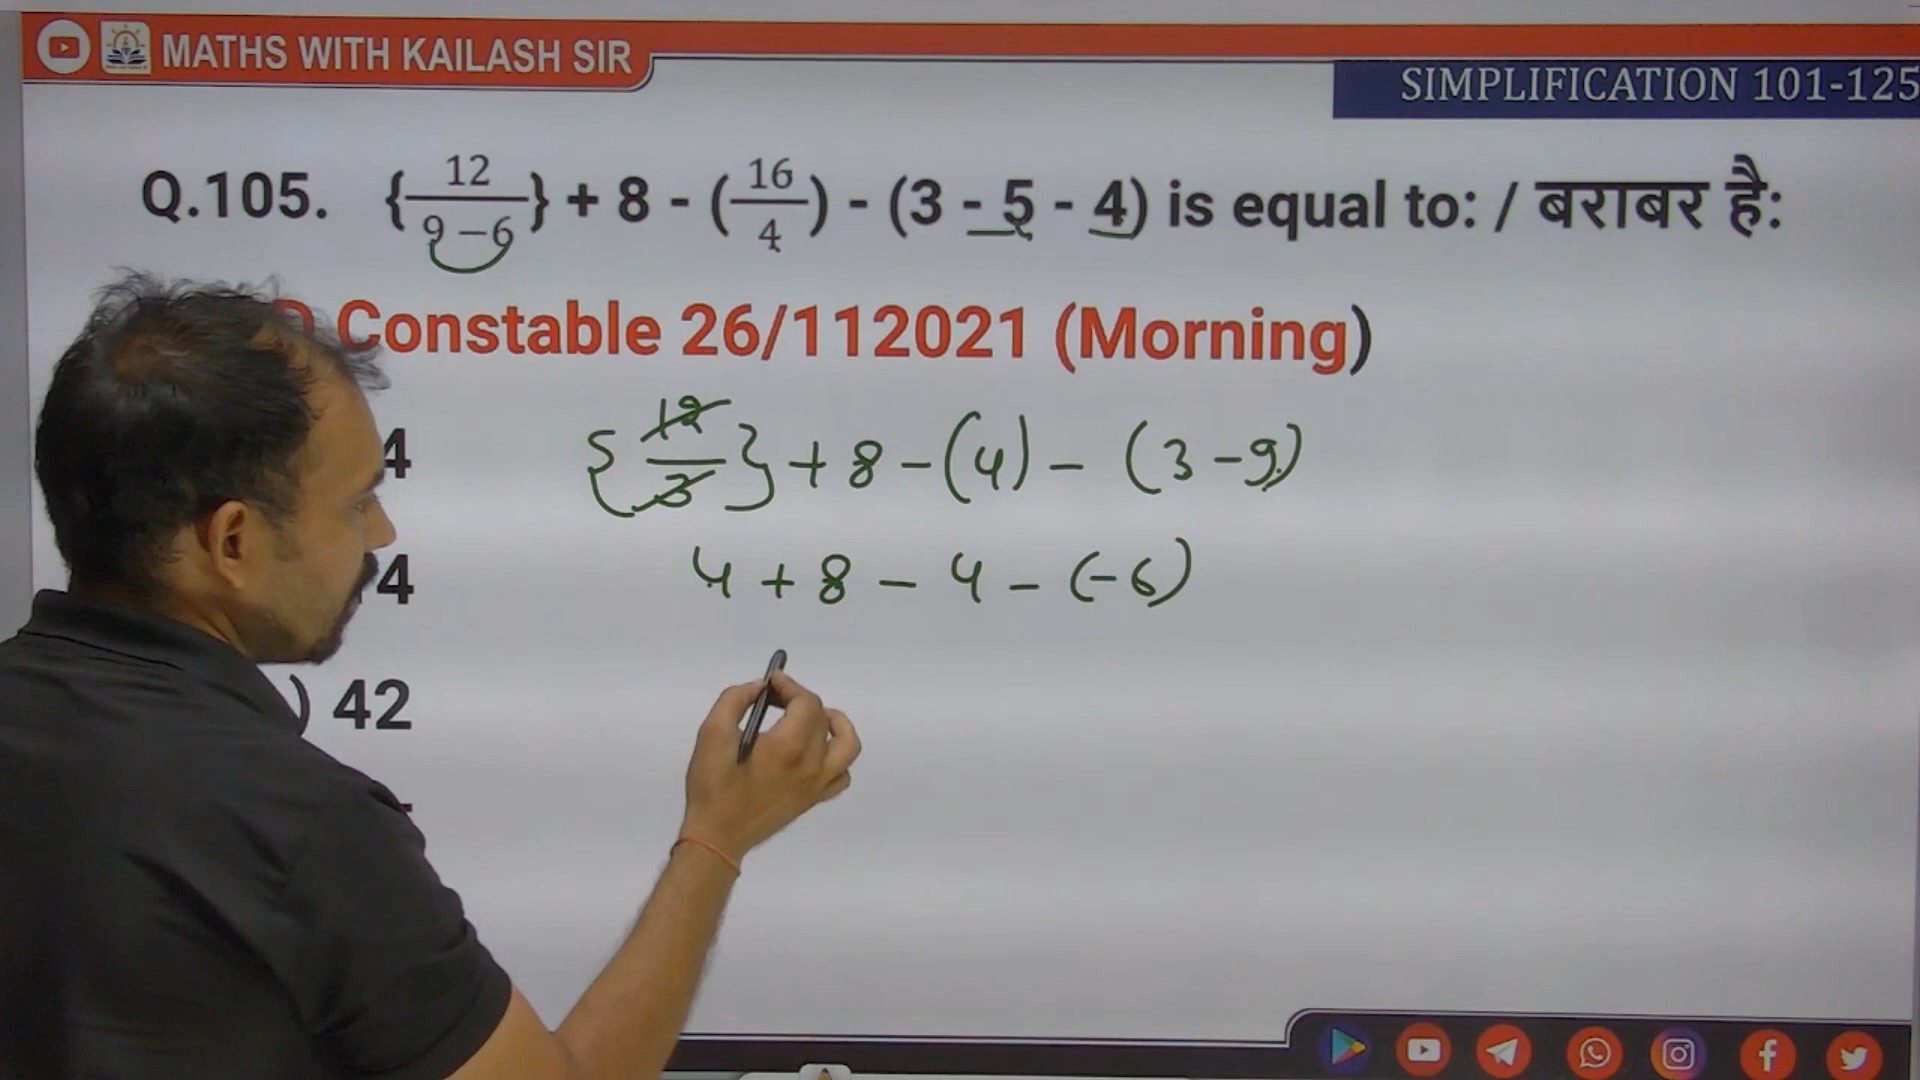 MATHS WITH KAILASH SIR
SIMPLIFICATION 101-125
Q.105. {12/(9-6)} + 8 - (16/4) - (3 - 5 - 4) is equal to: / बराबर है:
Constable 26/112021 (Morning)
4
{12/3} + 8 - (4) - (3 - 9)
4 + 8 - 4 - (-6)
4
) 42